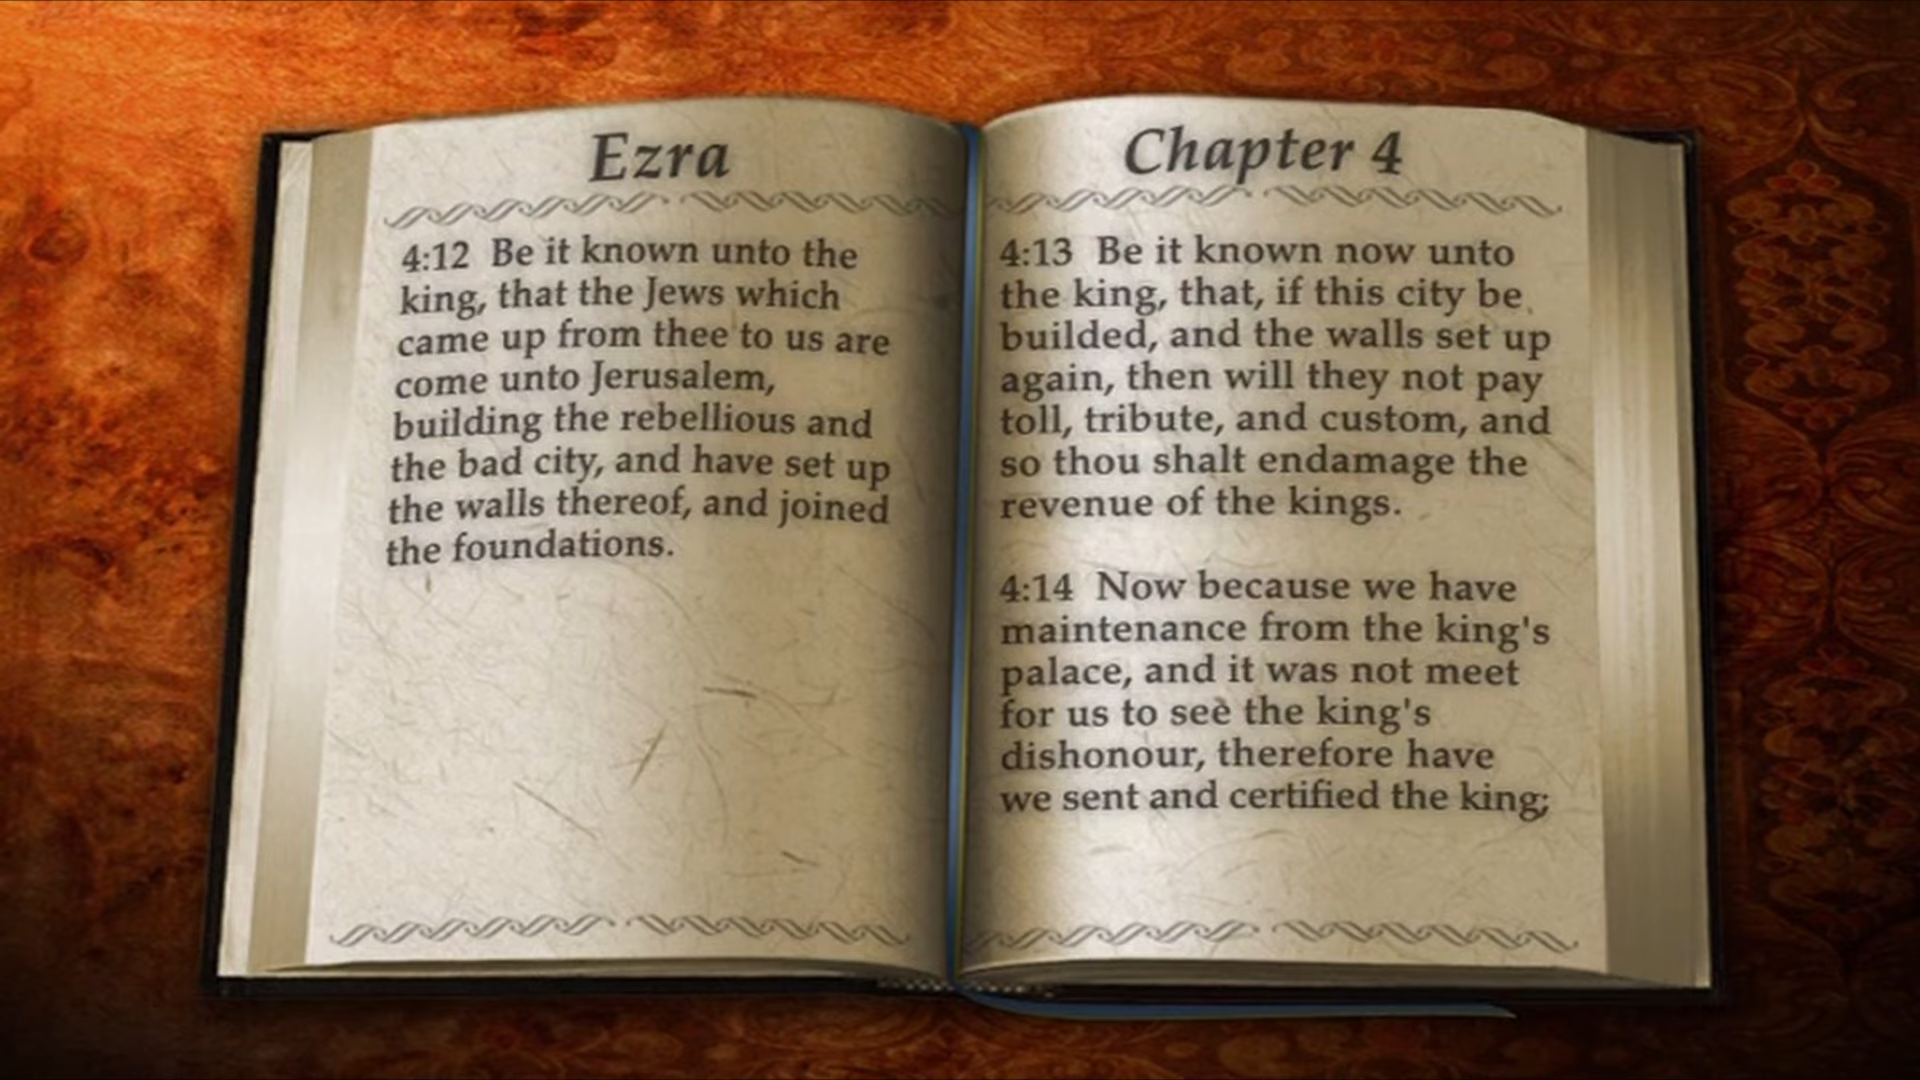 Ezra
4:12 Be it known unto the
king, that the Jews which
came up from thee to us are
come unto Jerusalem,
building the rebellious and
the bad city, and have set up
the walls thereof, and joined
the foundations.
Chapter 4
4:13 Be it known now unto
the king, that, if this city be
builded, and the walls set up
again, then will they not pay
toll, tribute, and custom, and
so thou shalt endamage the
revenue of the kings.
4:14 Now because we have
maintenance from the king's
palace, and it was not meet
for us to see the king's
dishonour, therefore have
we sent and certified the king;